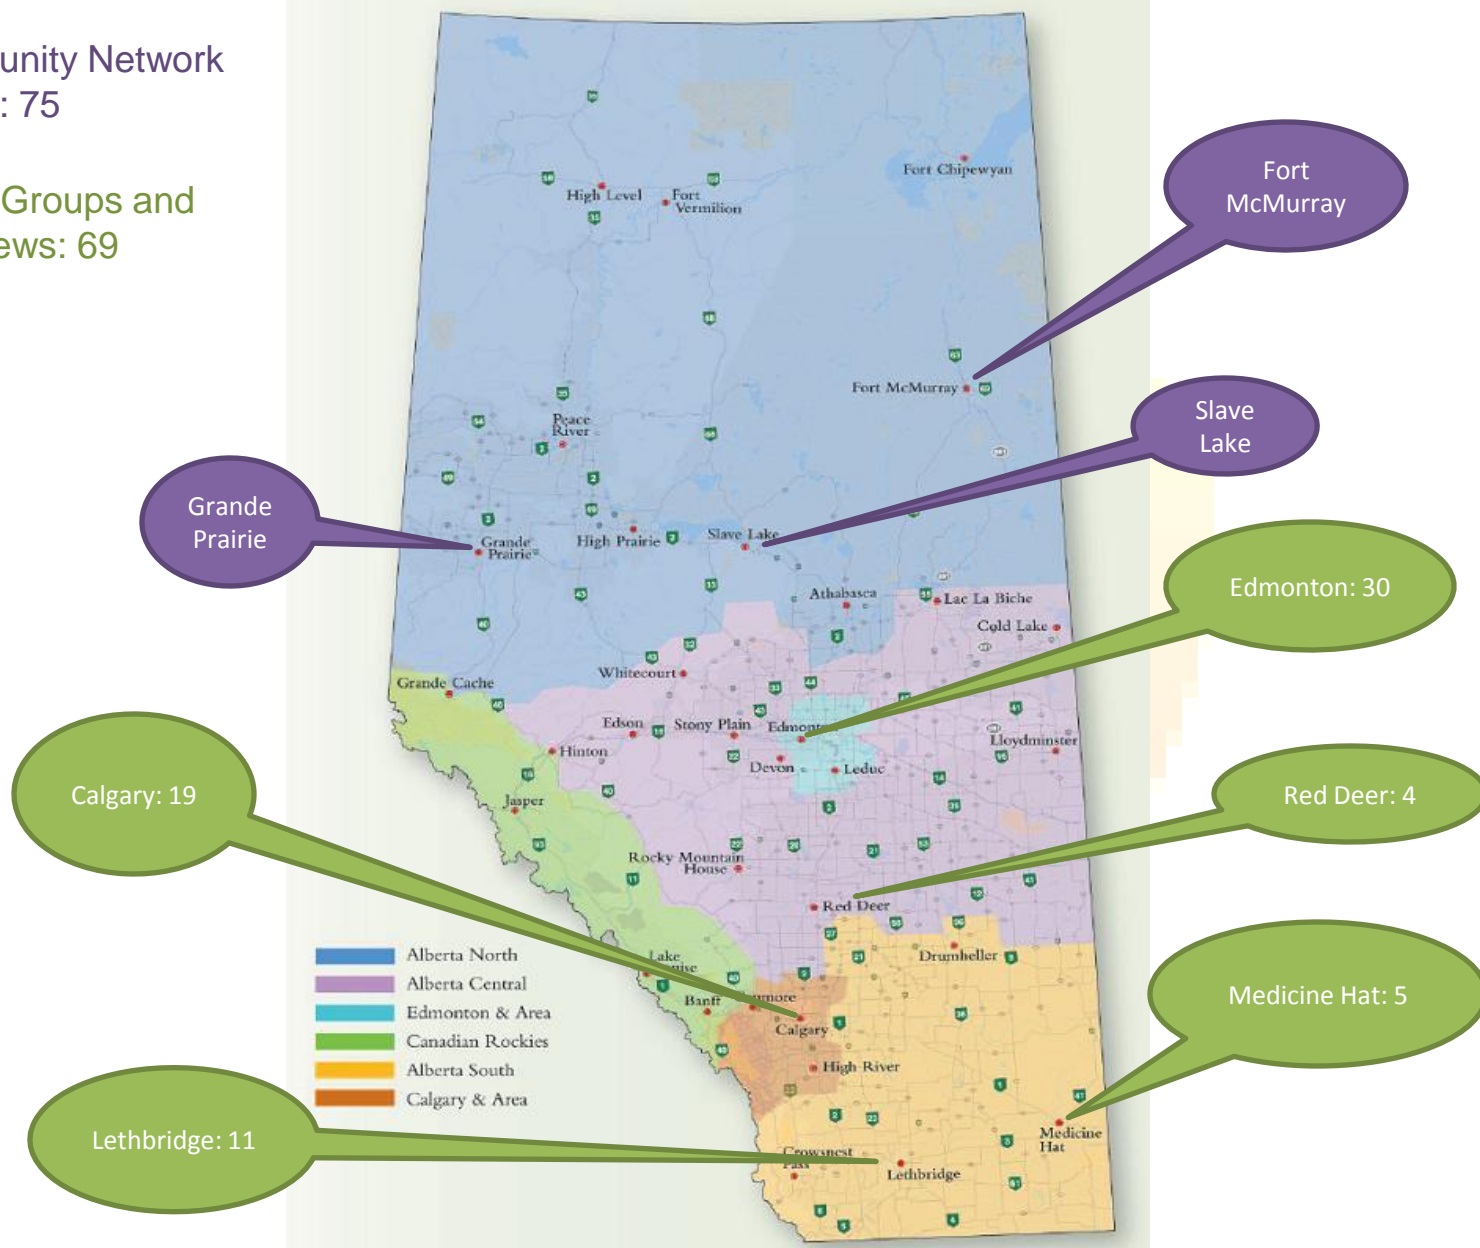 unity Network
: 75
Groups and
ews: 69
Fort
McMurray
Slave
Lake
Grande
Prairie
Edmonton: 30
Calgary: 19
Red Deer: 4
Medicine Hat: 5
Lethbridge: 11
Fort Chipewyan
High Level
Fort
Vermilion
Fort McMurray
Peace
River
Grande
Prairie
High Prairie
Slave Lake
Athabasca
Lac La Biche
Cold Lake
Whitecourt
Grande Cache
Edson
Stony Plain
Hinton
Devon
Leduc
Lloydminster
Jasper
Rocky Mountain
House
Red Deer
Drumheller
Lake
Banff
Calgary
High River
Crowsnest
Pass
Lethbridge
Medicine
Hat
Alberta North
Alberta Central
Edmonton & Area
Canadian Rockies
Alberta South
Calgary & Area